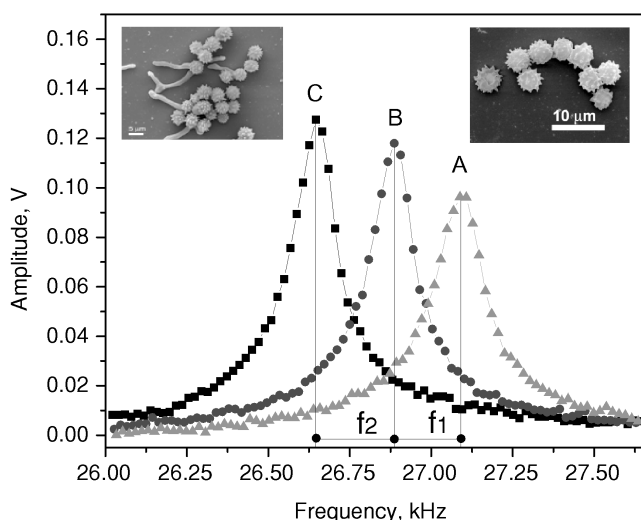 0.16
0.14
0.12
0.10
0.08
0.06
0.04
0.02
0.00
Amplitude, V
5 µm
10 µm
C
B
A
f2
f1
26.00 26.25 26.50 26.75 27.00 27.25 27.50
Frequency, kHz